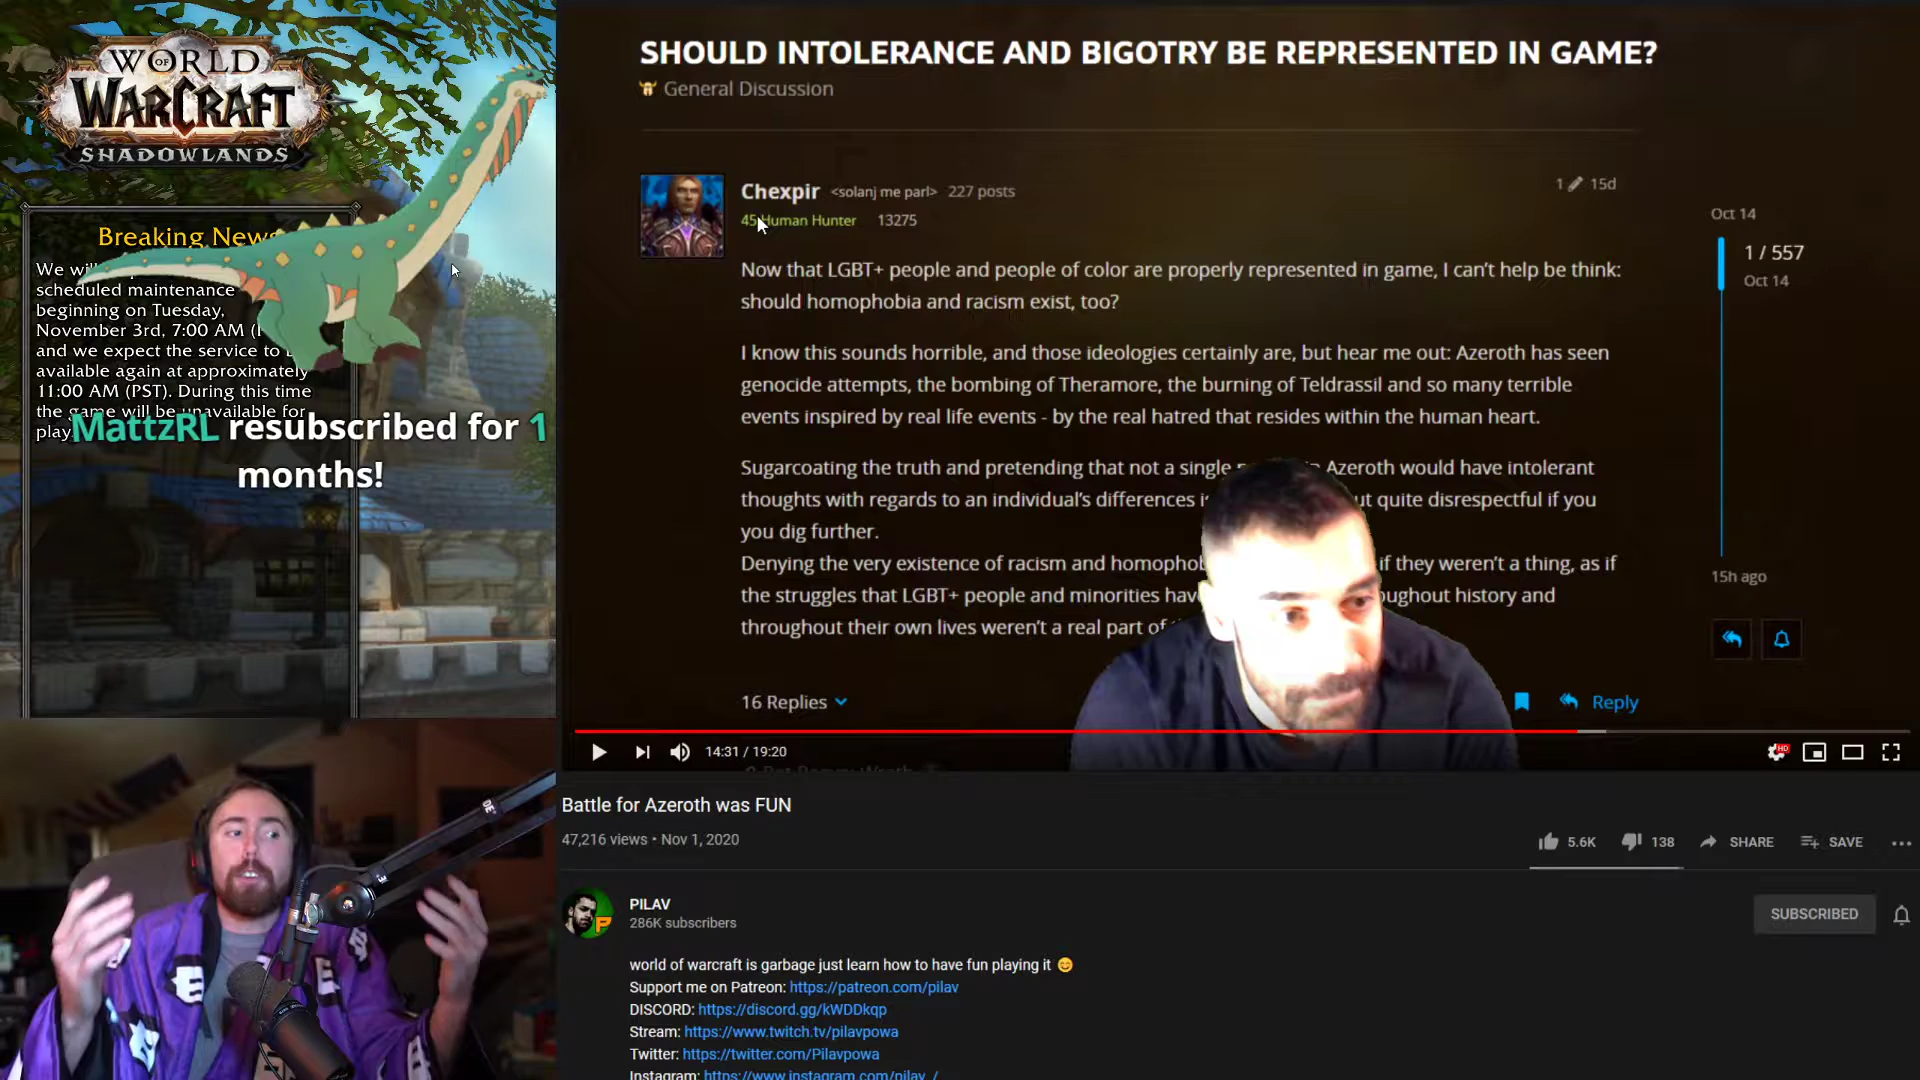 WORLD OF WARCRAFT
SHADOWLANDS
Breaking News
We wil
scheduled maintenance
beginning on Tuesday,
November 3rd, 7:00 AM
and we expect the service to
available again at approximately
11:00 AM (PST). During this time
the game will be unavailable for
play
MattzRL resubscribed for 1
months!
SHOULD INTOLERANCE AND BIGOTRY BE REPRESENTED IN GAME?
General Discussion
Chexpir <solanj me parl> 227 posts
1 15d
45 Human Hunter 13275
Now that LGBT+ people and people of color are properly represented in game, I can't help be think:
should homophobia and racism exist, too?
I know this sounds horrible, and those ideologies certainly are, but hear me out: Azeroth has seen
genocide attempts, the bombing of Theramore, the burning of Teldrassil and so many terrible
events inspired by real life events - by the real hatred that resides within the human heart.
Sugarcoating the truth and pretending that not a single Azeroth would have intolerant
thoughts with regards to an individual's differences quite disrespectful if you
you dig further.
Denying the very existence of racism and if they weren't a thing, as if
the struggles that LGBT+ people and minorities
throughout their own lives weren't a real part of
history and
16 Replies
Reply
Oct 14
1 / 557
Oct 14
15h ago
14:31 / 19:20
HD
Battle for Azeroth was FUN
47,216 views • Nov 1, 2020
5.6K 138 SHARE SAVE
PILAV
286K subscribers
SUBSCRIBED
world of warcraft is garbage just learn how to have fun playing it 😊
Support me on Patreon: https://patreon.com/pilav
DISCORD: https://discord.gg/kWDDkqp
Stream: https://www.twitch.tv/pilavpowa
Twitter: https://twitter.com/Pilavpowa
Instagram: https://www.instagram.com/pilav_/